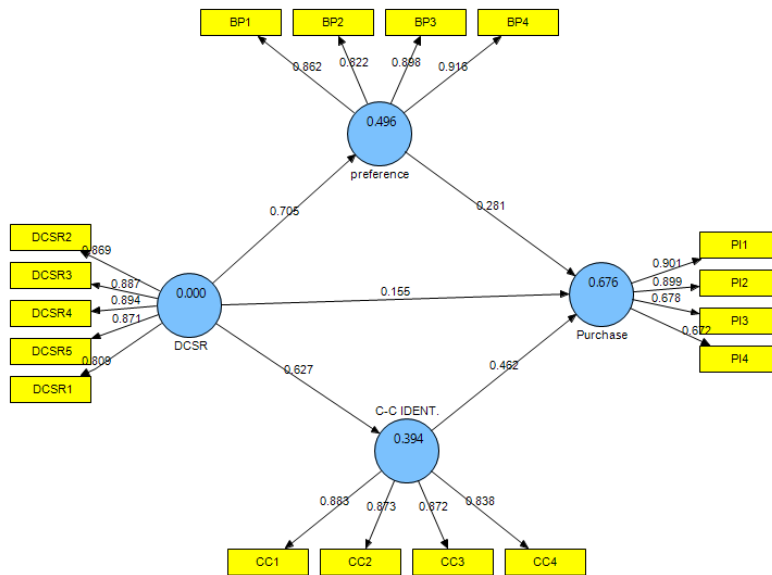 BP1 BP2 BP3 BP4
0.862 0.822 0.898 0.916
0.496
preference
0.705 0.281
DCSR2 0.869
DCSR3 0.887
DCSR4 0.894
DCSR5 0.871
DCSR1 0.809
0.000
DCSR
0.155
0.676
Purchase
PI1 0.901
PI2 0.899
PI3 0.678
PI4 0.672
0.627 0.462
C-C IDENT.
0.394
0.883 0.873 0.872 0.838
CC1 CC2 CC3 CC4